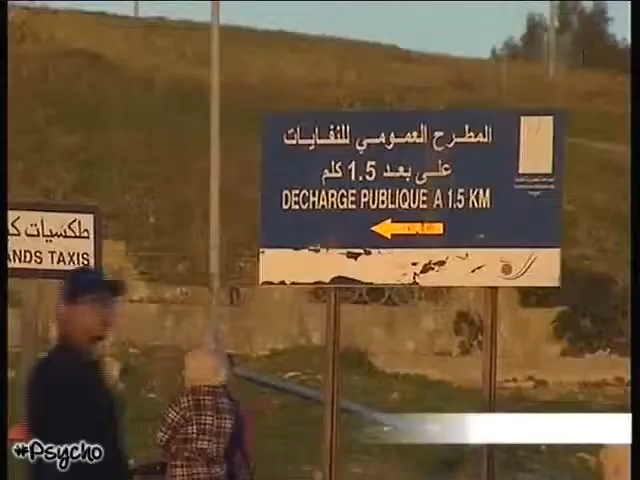 المطرح العمومي للنفايات
على بعد 1.5 كلم
DECHARGE PUBLIQUE A 1.5 KM
طكسيات ك
ANDS TAXIS
#Psycho